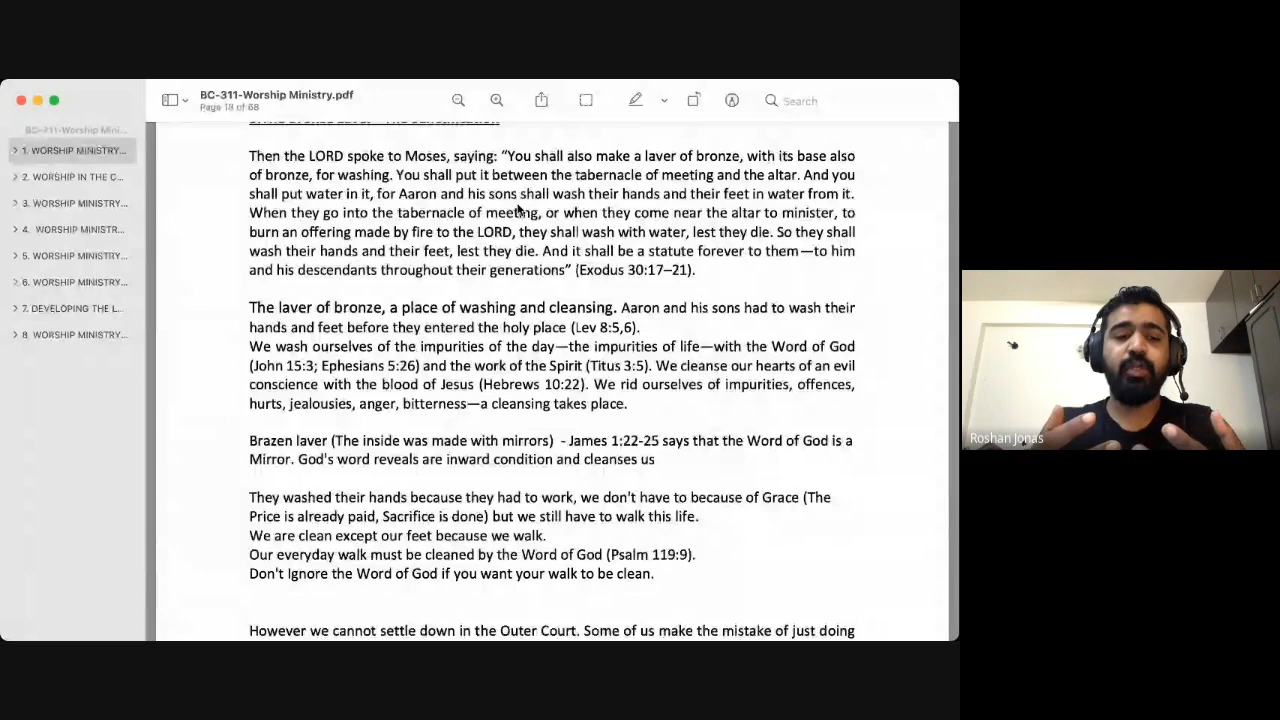 BC-311-Worship Ministry.pdf
Page 18 of 68
Search
BC-311-Worship Mini...
1. WORSHIP MINISTRY...
2. WORSHIP IN THE C...
3. WORSHIP MINISTRY...
4. WORSHIP MINISTR...
5. WORSHIP MINISTRY...
6. WORSHIP MINISTRY...
7. DEVELOPING THE L...
8. WORSHIP MINISTRY...
Then the LORD spoke to Moses, saying: “You shall also make a laver of bronze, with its base also
of bronze, for washing. You shall put it between the tabernacle of meeting and the altar. And you
shall put water in it, for Aaron and his sons shall wash their hands and their feet in water from it.
When they go into the tabernacle of meeting, or when they come near the altar to minister, to
burn an offering made by fire to the LORD, they shall wash with water, lest they die. So they shall
wash their hands and their feet, lest they die. And it shall be a statute forever to them—to him
and his descendants throughout their generations” (Exodus 30:17–21).
The laver of bronze, a place of washing and cleansing. Aaron and his sons had to wash their
hands and feet before they entered the holy place (Lev 8:5,6).
We wash ourselves of the impurities of the day—the impurities of life—with the Word of God
(John 15:3; Ephesians 5:26) and the work of the Spirit (Titus 3:5). We cleanse our hearts of an evil
conscience with the blood of Jesus (Hebrews 10:22). We rid ourselves of impurities, offences,
hurts, jealousies, anger, bitterness—a cleansing takes place.
Brazen laver (The inside was made with mirrors) - James 1:22-25 says that the Word of God is a
Mirror. God's word reveals are inward condition and cleanses us
They washed their hands because they had to work, we don't have to because of Grace (The
Price is already paid, Sacrifice is done) but we still have to walk this life.
We are clean except our feet because we walk.
Our everyday walk must be cleaned by the Word of God (Psalm 119:9).
Don't Ignore the Word of God if you want your walk to be clean.
However we cannot settle down in the Outer Court. Some of us make the mistake of just doing
Roshan Jonas